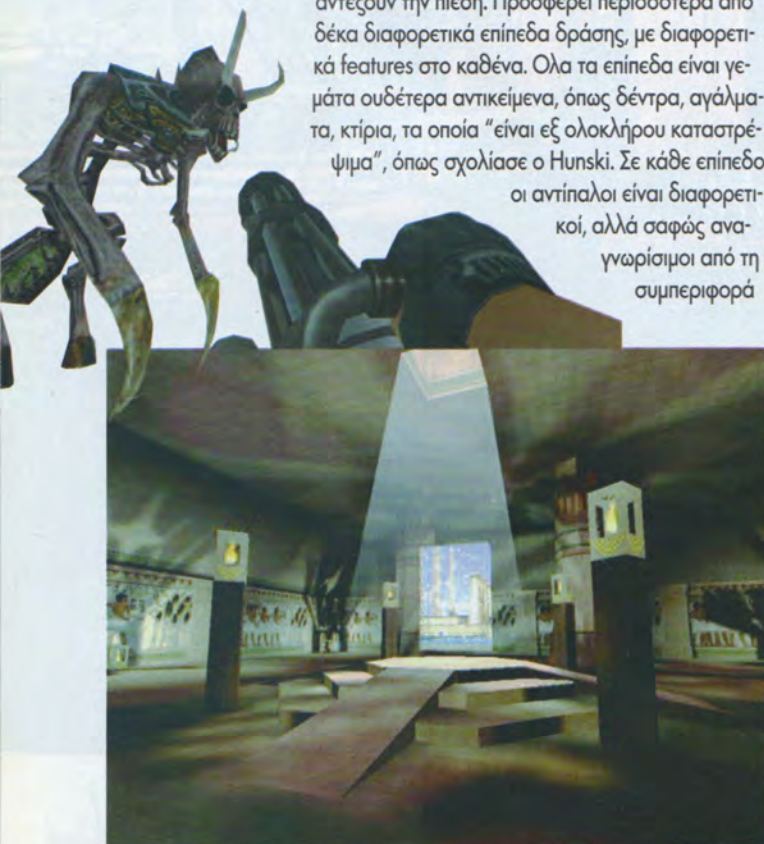 αντέξουν την πίεση. Προσφέρει περισσότερα από
δέκα διαφορετικά επίπεδα δράσης, με διαφορετι-
κά features στο καθένα. Ολα τα επίπεδα είναι γε-
μάτα ουδέτερα αντικείμενα, όπως δέντρα, αγάλμα-
τα, κτίρια, τα οποία “είναι εξ ολοκλήρου καταστρέ-
ψιμα”, όπως σχολίασε ο Hunski. Σε κάθε επίπεδο
οι αντίπαλοι είναι διαφορετι-
κοί, αλλά σαφώς ανα-
γνωρίσιμοι από τη
συμπεριφορά